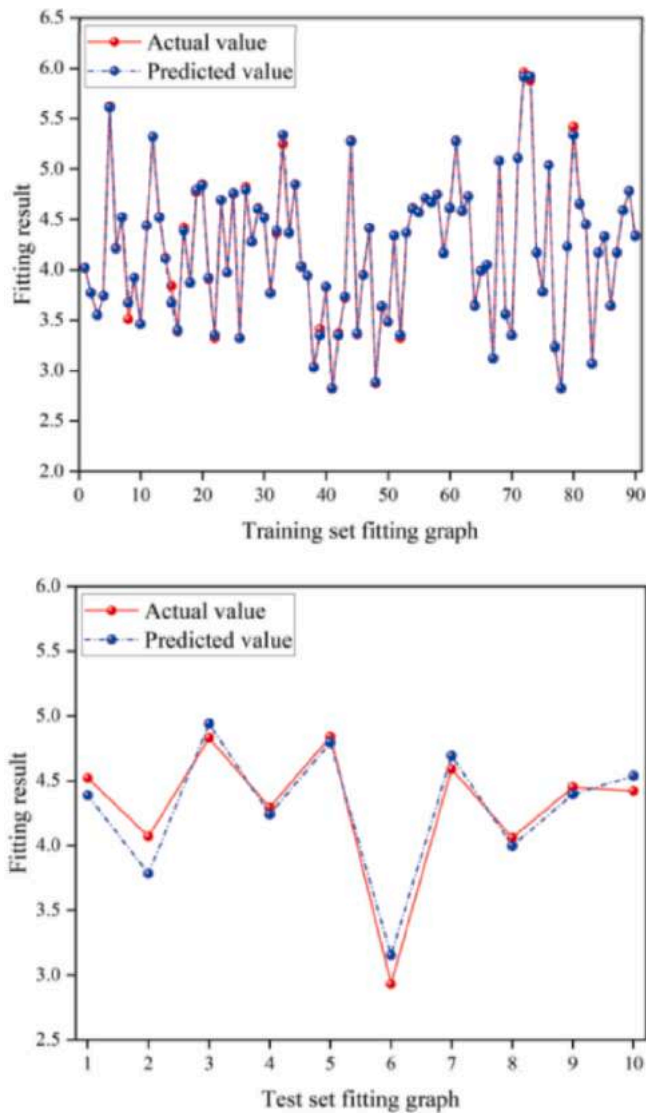 6.5
6.0
5.5
5.0
4.5
4.0
3.5
3.0
2.5
2.0
Fitting result
Actual value
Predicted value
0 10 20 30 40 50 60 70 80 90
Training set fitting graph
6.0
5.5
5.0
4.5
4.0
3.5
3.0
2.5
Fitting result
Actual value
Predicted value
1 2 3 4 5 6 7 8 9 10
Test set fitting graph